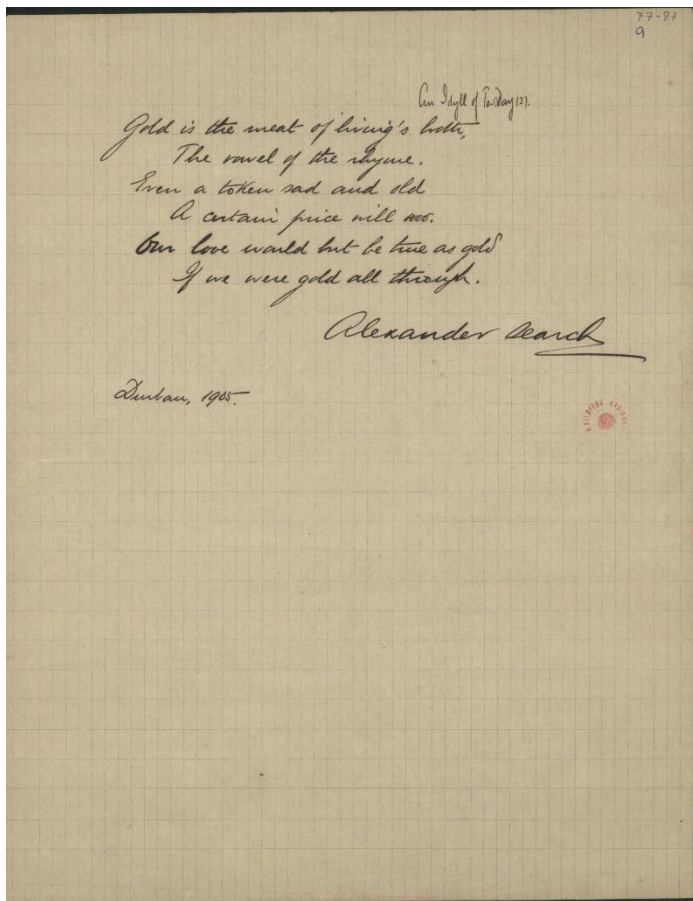 77-87
9
An Idyll of To-Day (2).
Gold is the meat of living's broth,
The vowel of the rhyme.
Even a token sad and old
A certain price will woo.
Our love would but be true as gold
If we were gold all through.
Alexander Search
Durban, 1905.